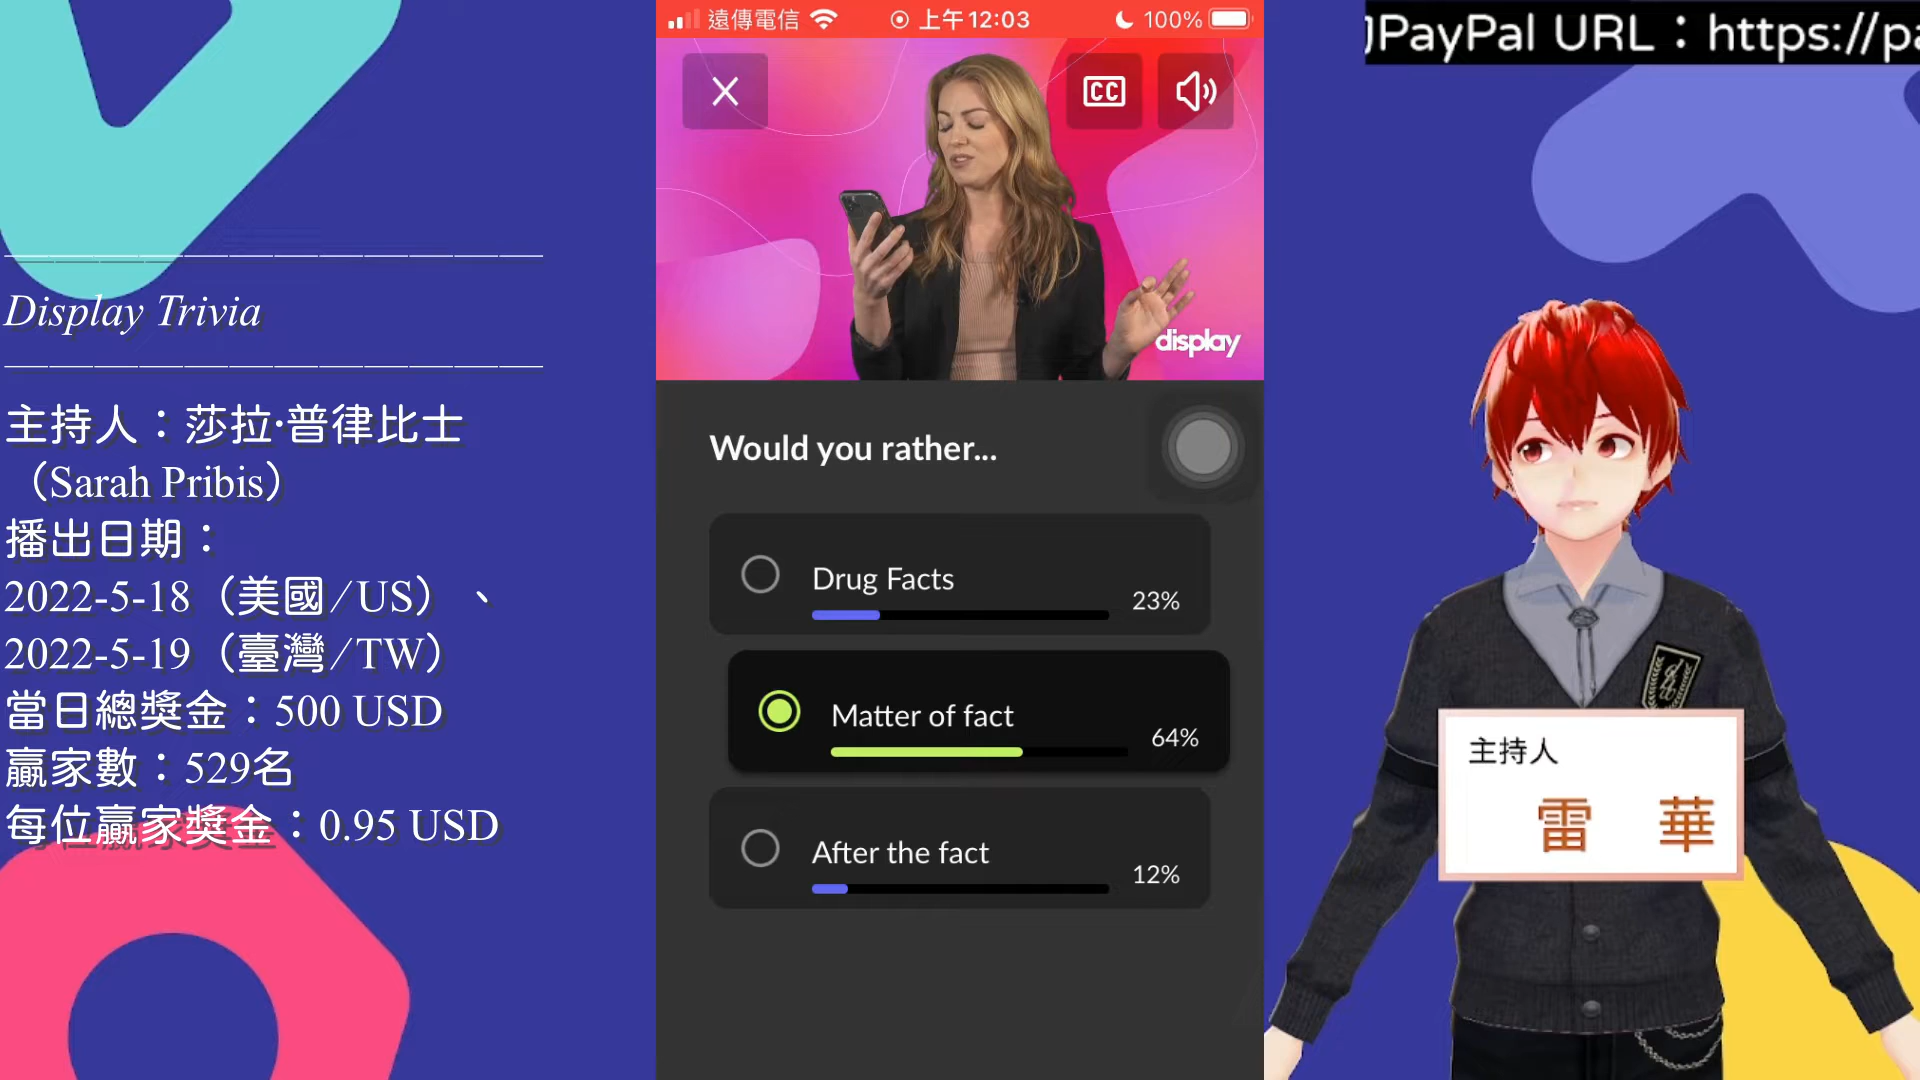 Display Trivia
主持人：莎拉·普律比士
（Sarah Pribis）
播出日期：
2022-5-18（美國／US）、
2022-5-19（臺灣／TW）
當日總獎金：500 USD
贏家數：529名
每位贏家獎金：0.95 USD
遠傳電信
上午12:03
100%
CC
display
Would you rather...
Drug Facts
23%
Matter of fact
64%
After the fact
12%
PayPal URL：https://pa
主持人
雷 華